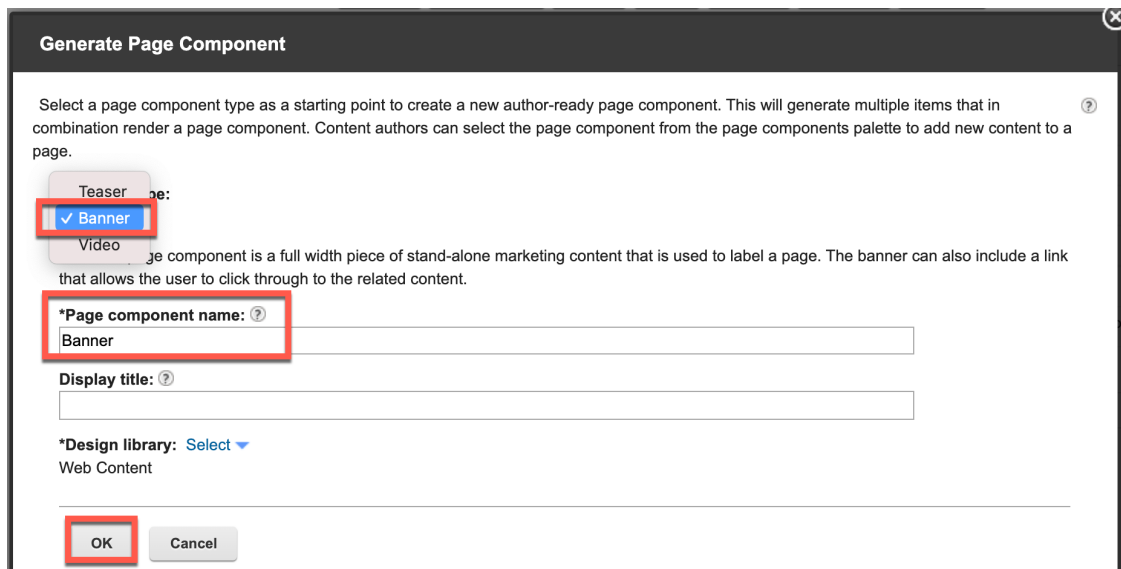 Generate Page Component
Select a page component type as a starting point to create a new author-ready page component. This will generate multiple items that in
combination render a page component. Content authors can select the page component from the page components palette to add new content to a
page.
Teaser
✓ Banner
Video
component is a full width piece of stand-alone marketing content that is used to label a page. The banner can also include a link
that allows the user to click through to the related content.
*Page component name: ?
Banner
Display title: ?
*Design library: Select
Web Content
OK Cancel